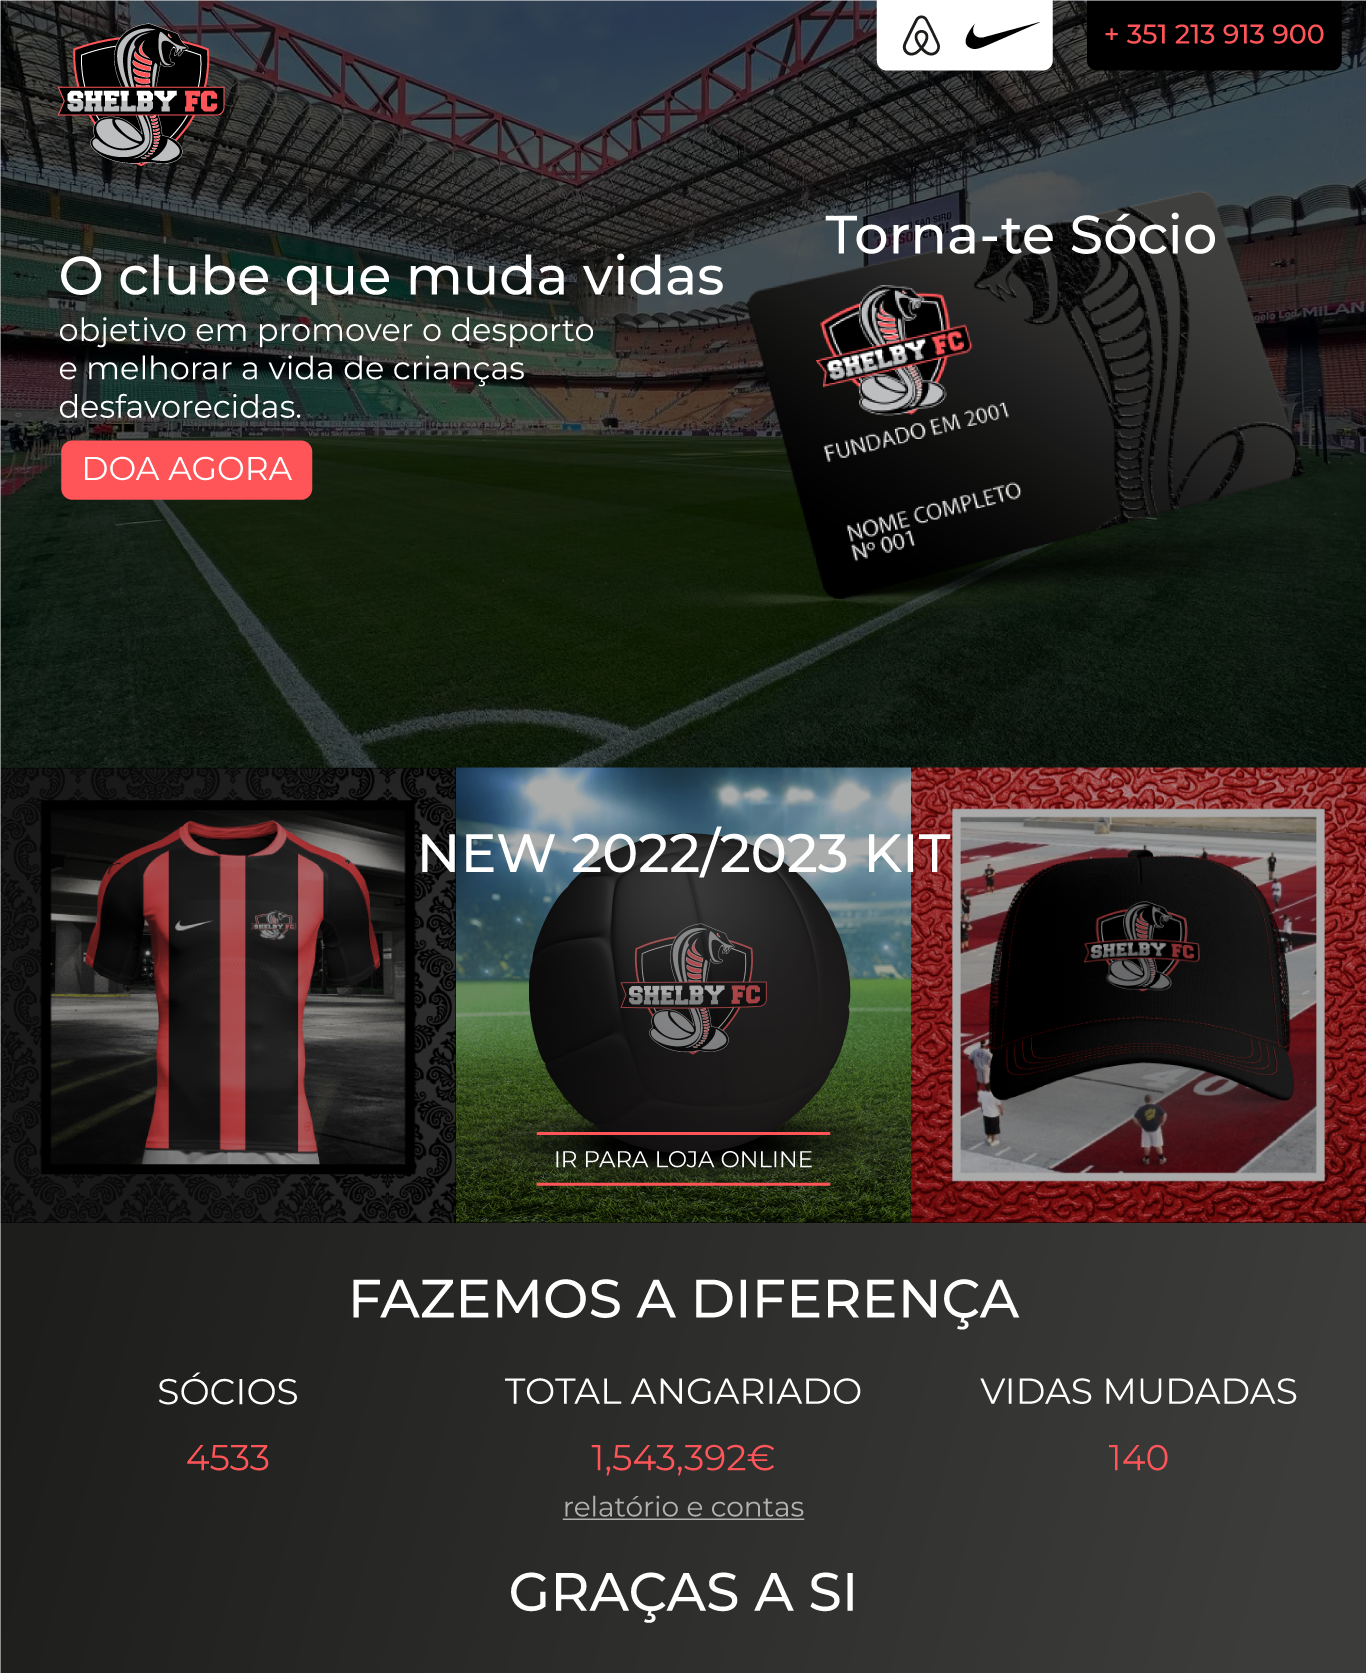 SHELBY FC
+ 351 213 913 900
O clube que muda vidas
objetivo em promover o desporto
e melhorar a vida de crianças
desfavorecidas.
DOA AGORA
Torna-te Sócio
SAN SIRO
MILAN
SHELBY FC
FUNDADO EM 2001
NOME COMPLETO
Nº 001
NEW 2022/2023 KIT
SHELBY FC
SHELBY FC
SHELBY FC
IR PARA LOJA ONLINE
FAZEMOS A DIFERENÇA
SÓCIOS
4533
TOTAL ANGARIADO
1,543,392€
relatório e contas
VIDAS MUDADAS
140
GRAÇAS A SI